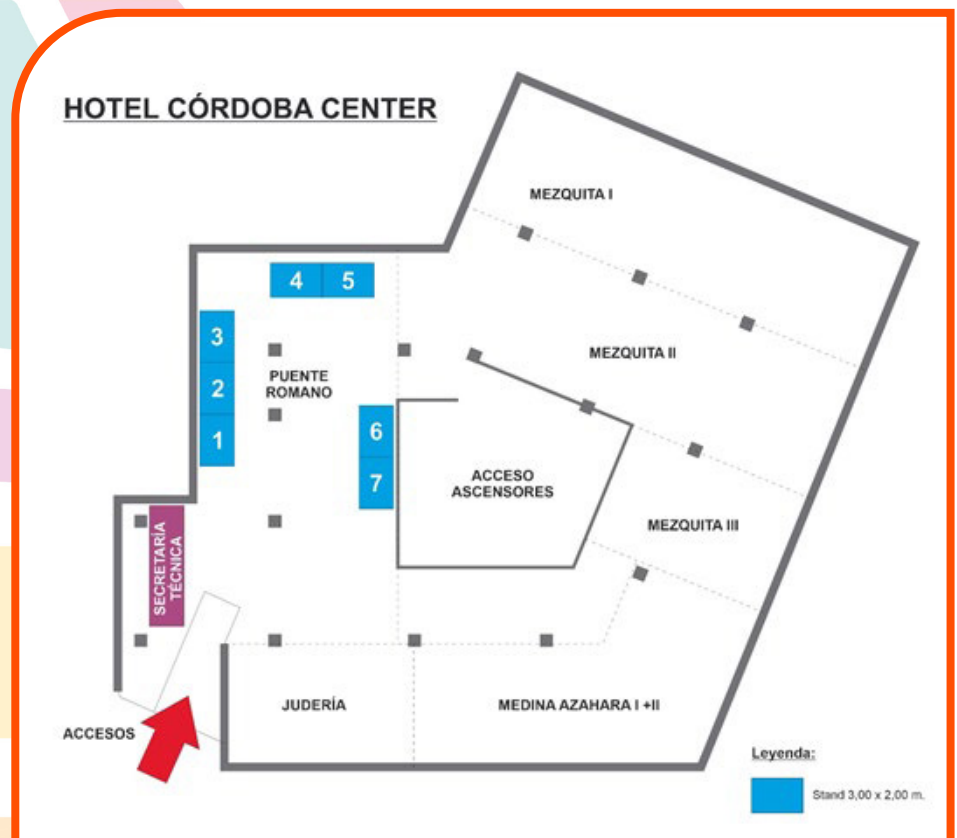 HOTEL CÓRDOBA CENTER
MEZQUITA I
4
5
3
2
1
PUENTE
ROMANO
MEZQUITA II
6
7
ACCESO
ASCENSORES
MEZQUITA III
SECRETARÍA
TÉCNICA
JUDERÍA
MEDINA AZAHARA I +II
ACCESOS
Leyenda:
Stand 3,00 x 2,00 m.